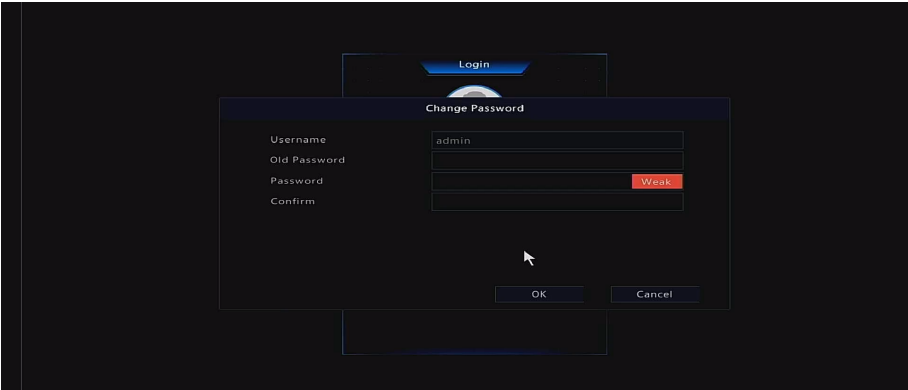 Login
Change Password
Username admin
Old Password
Password Weak
Confirm
OK Cancel